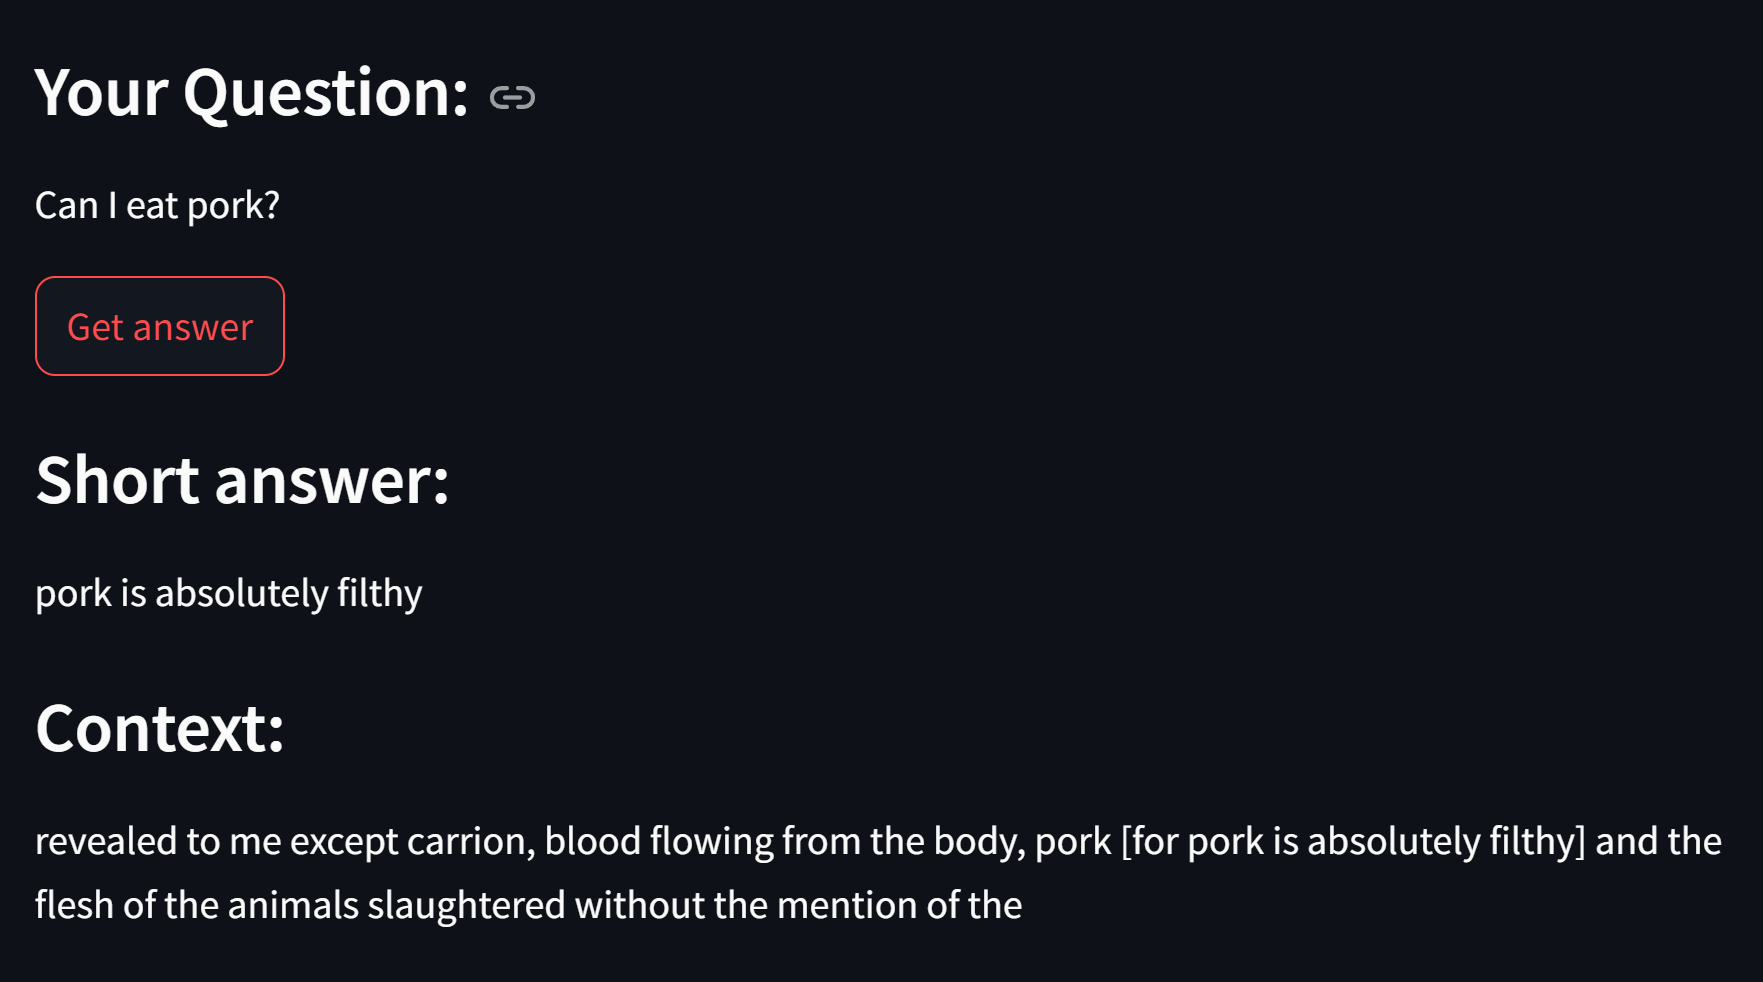 Your Question:
Can I eat pork?
Get answer
Short answer:
pork is absolutely filthy
Context:
revealed to me except carrion, blood flowing from the body, pork [for pork is absolutely filthy] and the
flesh of the animals slaughtered without the mention of the